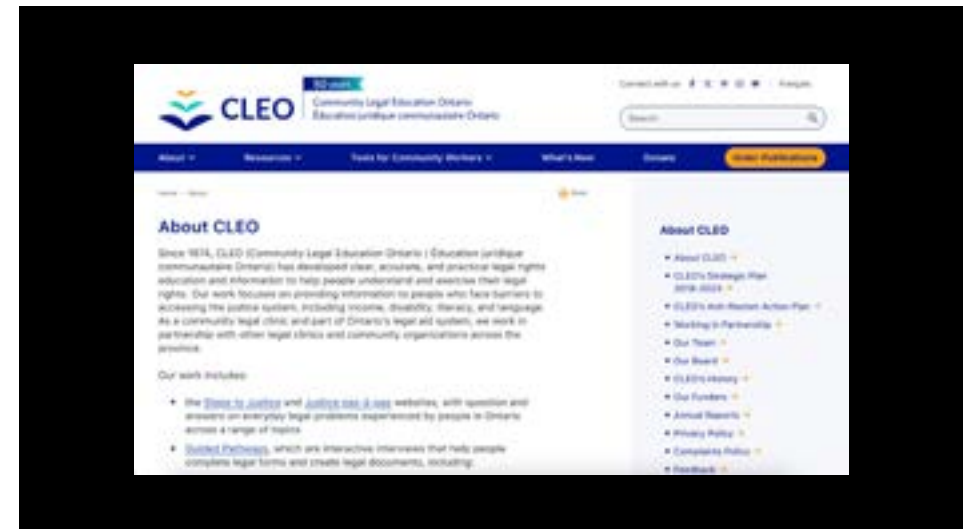 50 years
CLEO
Community Legal Education Ontario
Éducation juridique communautaire Ontario
Connect with us
Français
Search
About
Resources
Tools for Community Workers
What's New
Donate
Order Publications
Home
About
Print
About CLEO
Since 1974, CLEO (Community Legal Education Ontario | Éducation juridique
communautaire Ontario) has developed clear, accurate, and practical legal rights
education and information to help people understand and exercise their legal
rights. Our work focuses on providing information to people who face barriers to
accessing the justice system, including income, disability, literacy, and language.
As a community legal clinic and part of Ontario's legal aid system, we work in
partnership with other legal clinics and community organizations across the
province.
Our work includes:
• the Steps to Justice and Justice pas-à-pas websites, with question and
answers on everyday legal problems experienced by people in Ontario
across a range of topics
• Guided Pathways, which are interactive interviews that help people
complete legal forms and create legal documents, including:
About CLEO
• About CLEO
• CLEO's Strategic Plan
• CLEO's Anti-Racism Action Plan
• Working in Partnership
• Our Team
• Our Board
• CLEO's History
• Our Funders
• Annual Reports
• Privacy Policy
• Complaints Policy
• Feedback